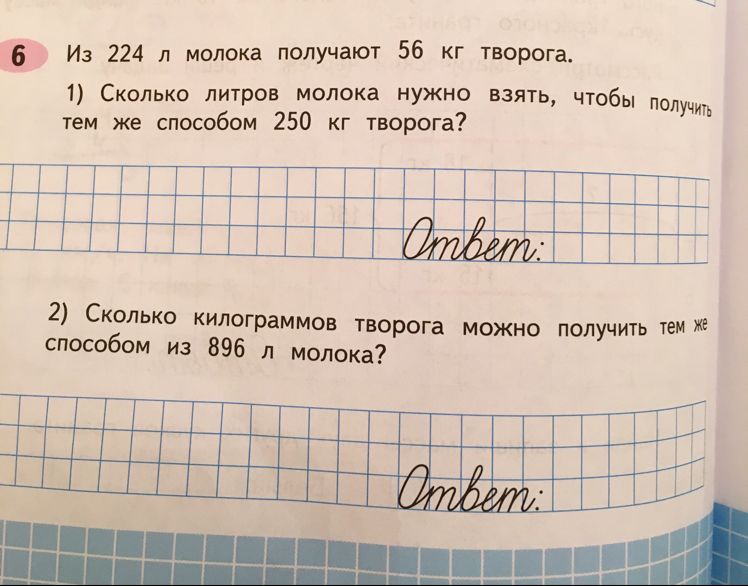 6 Из 224 л молока получают 56 кг творога.
1) Сколько литров молока нужно взять, чтобы получить
тем же способом 250 кг творога?
Ответ:
2) Сколько килограммов творога можно получить тем же
способом из 896 л молока?
Ответ: